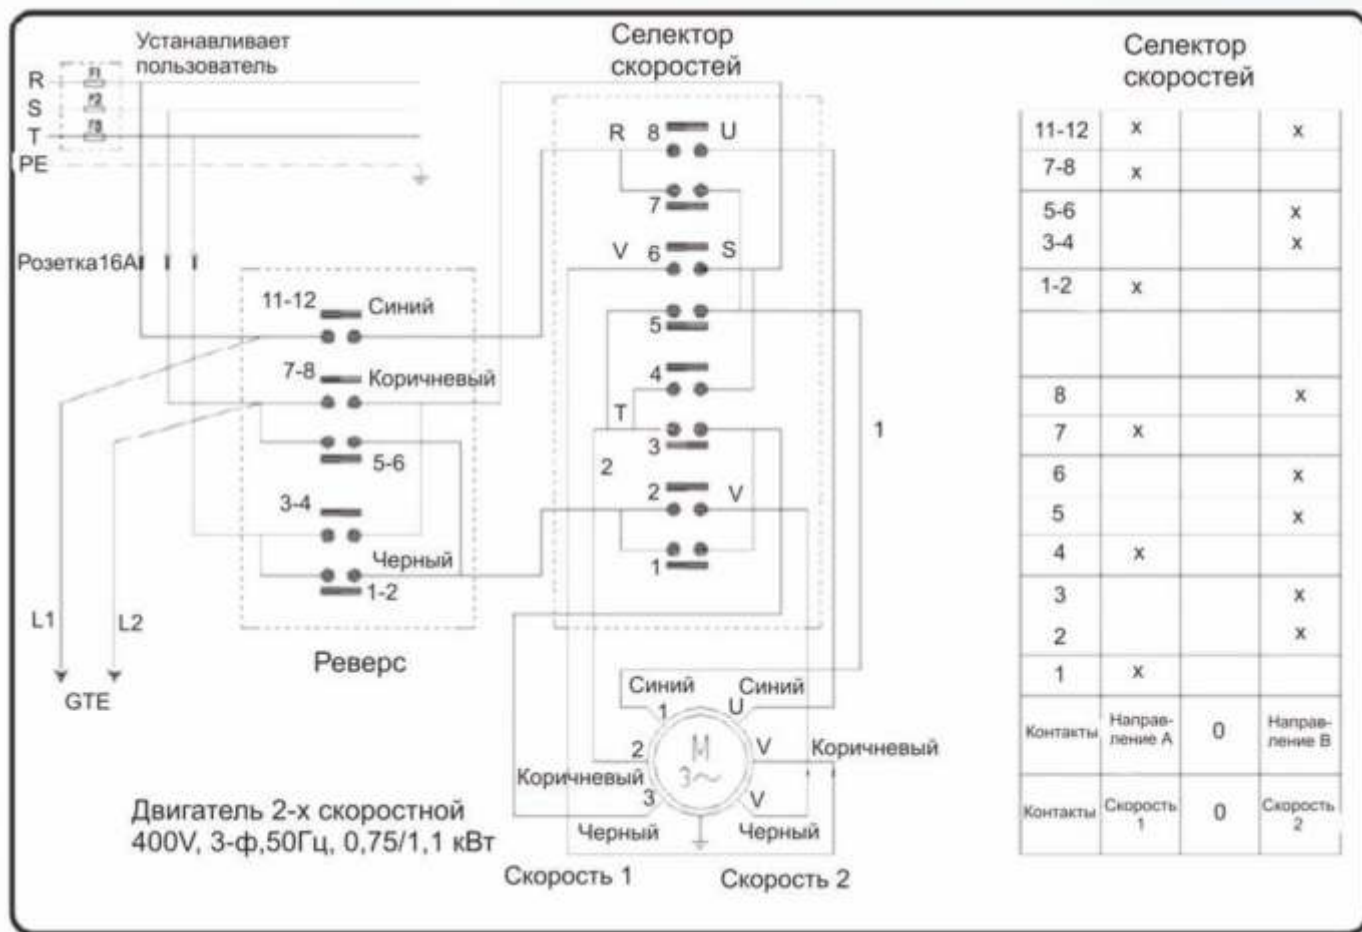 Устанавливает
пользователь
R
S
T
PE
F1
F2
F3
Розетка16А
11-12
Синий
7-8
Коричневый
5-6
3-4
Черный
1-2
Реверс
L1
L2
GTE
Селектор
скоростей
R 8 U
7
V 6 S
5
4
T
3
2
2 V
1
1
Синий Синий
1 U
2 V
M
3~
Коричневый
Коричневый
3 V
Черный Черный
Скорость 1 Скорость 2
Двигатель 2-х скоростной
400V, 3-ф,50Гц, 0,75/1,1 кВт
Селектор
скоростей
11-12 x x
7-8 x
5-6 x
3-4 x
1-2 x
8 x
7 x
6 x
5 x
4 x
3 x
2 x
1 x
Контакты Направ-ление А 0 Направ-ление В
Контакты Скорость 1 0 Скорость 2